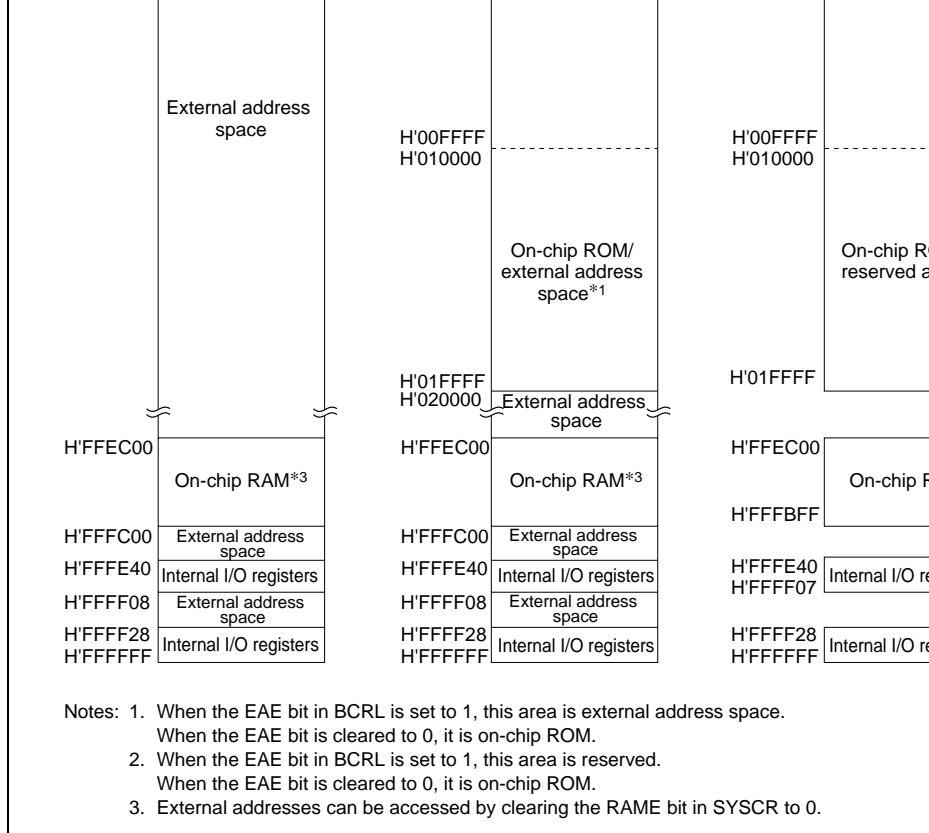 External address
space
H'FFEC00
On-chip RAM*3
H'FFFC00
External address
space
H'FFFE40
Internal I/O registers
H'FFFF08
External address
space
H'FFFF28
Internal I/O registers
H'FFFFFF
H'00FFFF
H'010000
On-chip ROM/
external address
space*1
H'01FFFF
H'020000
External address
space
H'FFEC00
On-chip RAM*3
H'FFFC00
External address
space
H'FFFE40
Internal I/O registers
H'FFFF08
External address
space
H'FFFF28
Internal I/O registers
H'FFFFFF
H'00FFFF
H'010000
On-chip
reserved
H'01FFFF
H'FFEC00
On-chip
H'FFFBFF
H'FFFE40
Internal I/O
H'FFFF07
H'FFFF28
Internal I/O
H'FFFFFF
Notes: 1. When the EAE bit in BCRL is set to 1, this area is external address space.
When the EAE bit is cleared to 0, it is on-chip ROM.
2. When the EAE bit in BCRL is set to 1, this area is reserved.
When the EAE bit is cleared to 0, it is on-chip ROM.
3. External addresses can be accessed by clearing the RAME bit in SYSCR to 0.